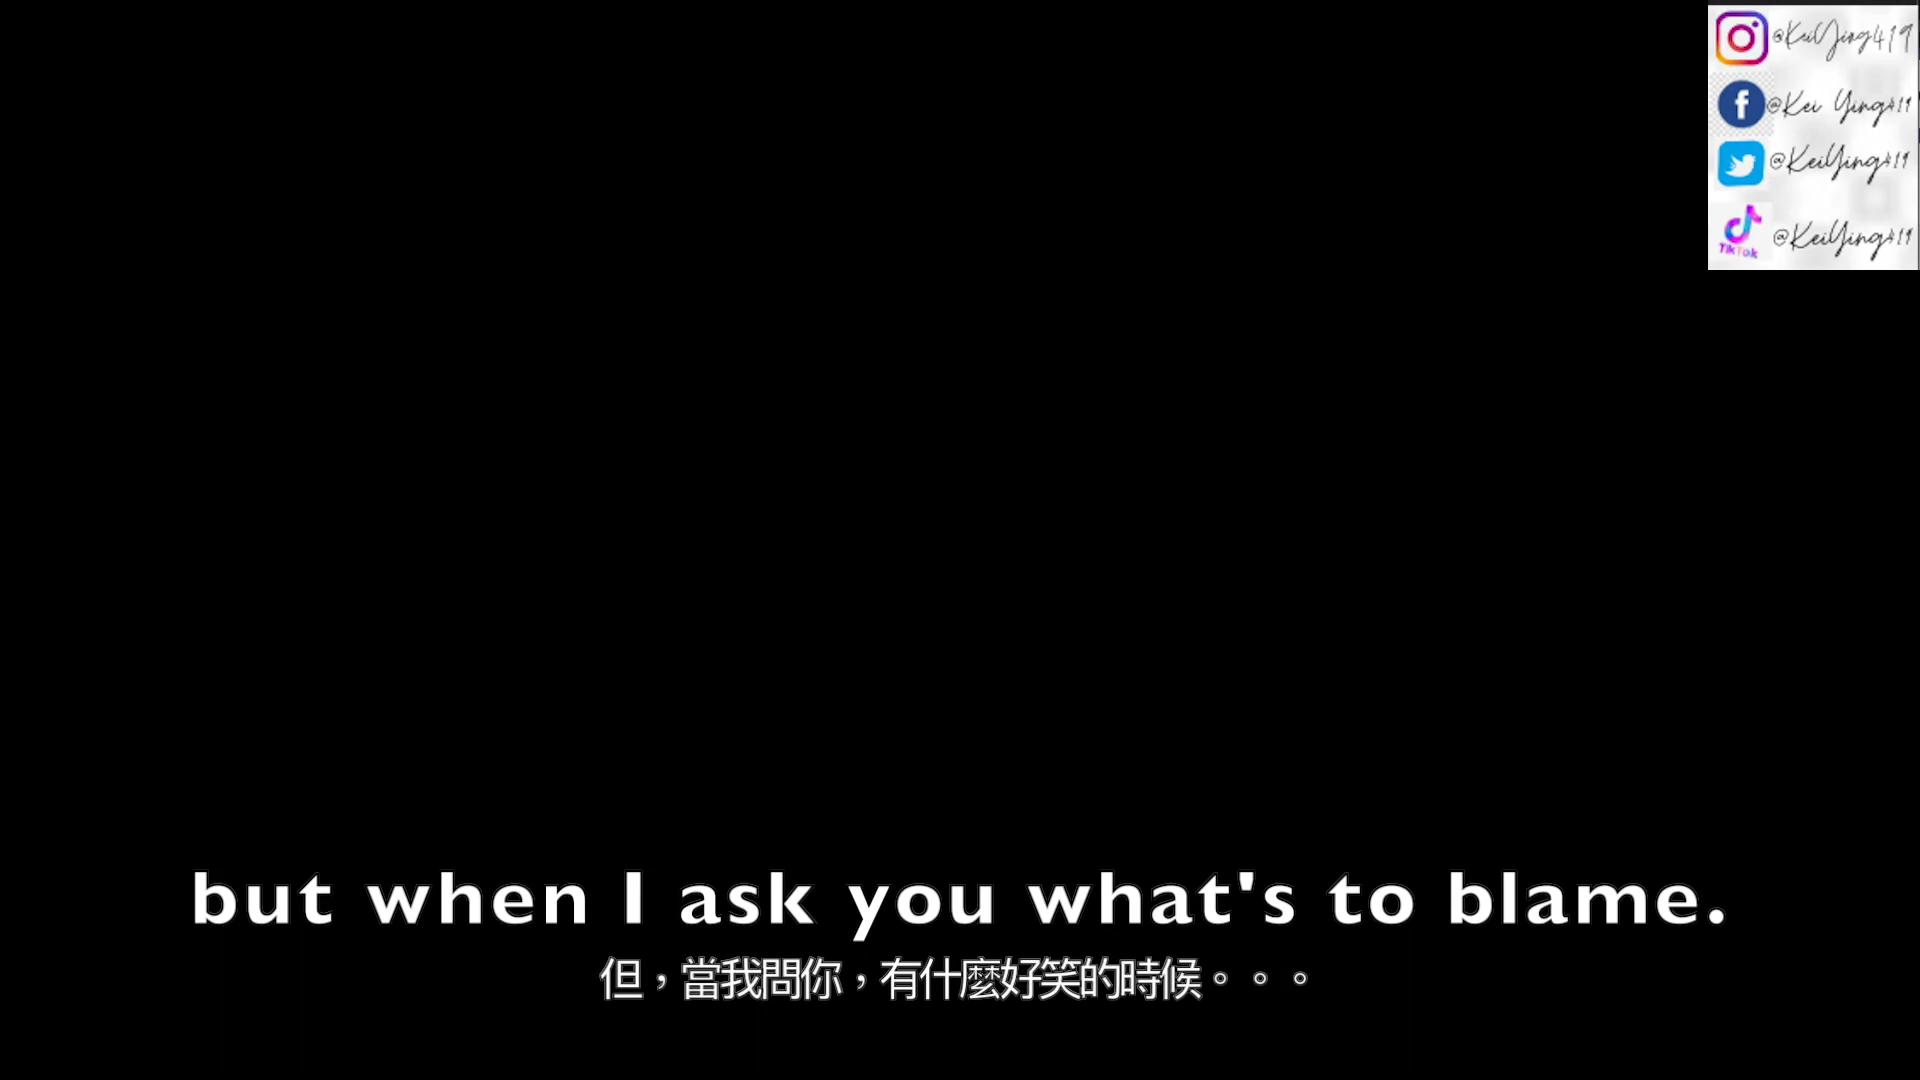 @KeiYing419
@Kei Ying419
@KeiYing419
TikTok
@KeiYing419
but when I ask you what's to blame.
但，當我問你，有什麼好笑的時候。。。